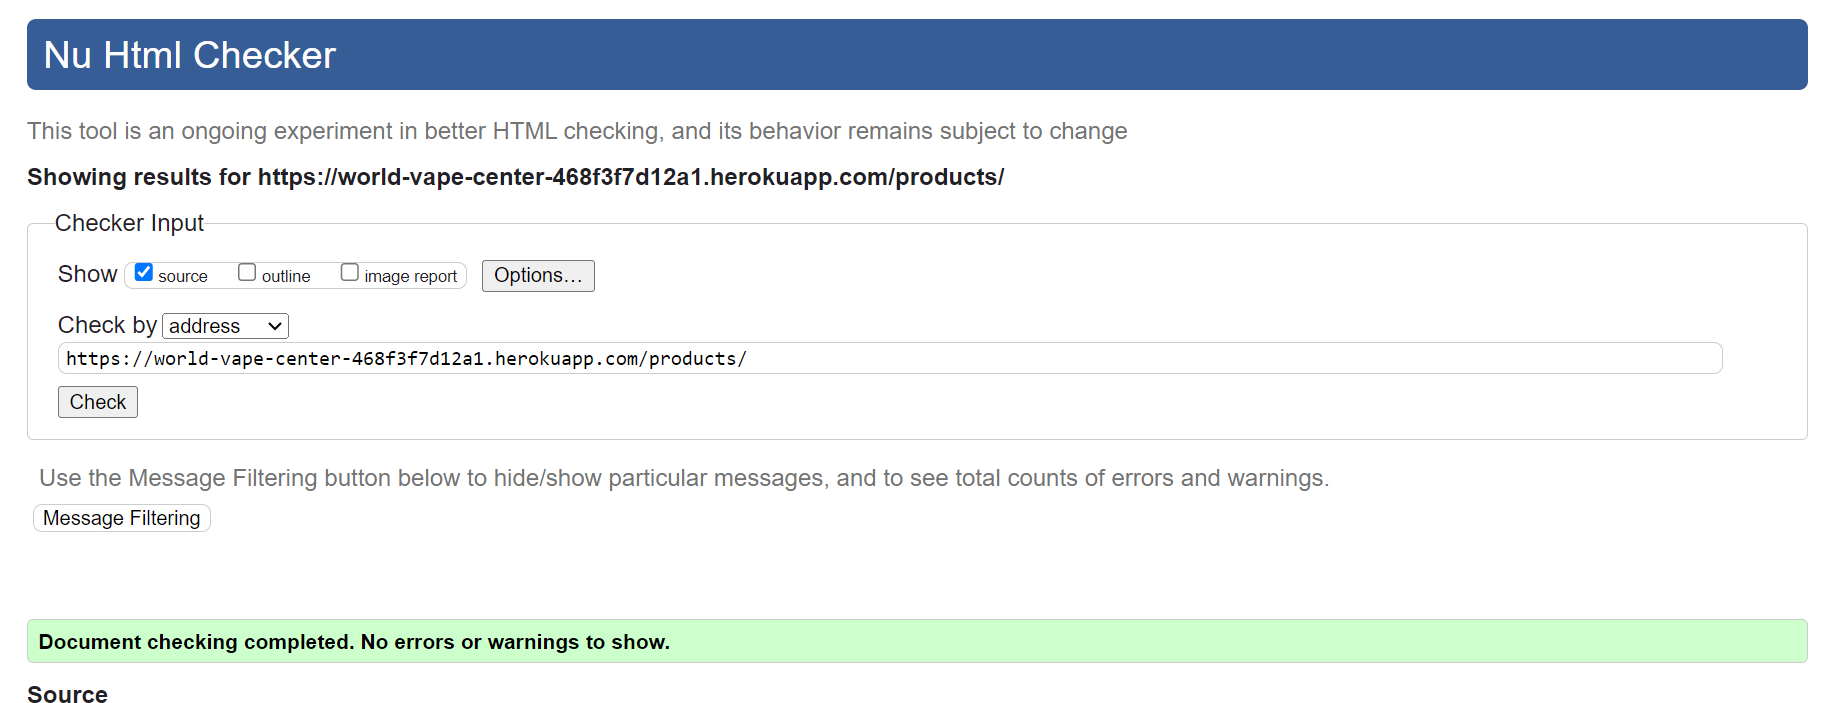 Nu Html Checker
This tool is an ongoing experiment in better HTML checking, and its behavior remains subject to change
Showing results for https://world-vape-center-468f3f7d12a1.herokuapp.com/products/
Checker Input
Show source outline image report Options...
Check by address
https://world-vape-center-468f3f7d12a1.herokuapp.com/products/
Check
Use the Message Filtering button below to hide/show particular messages, and to see total counts of errors and warnings.
Message Filtering
Document checking completed. No errors or warnings to show.
Source